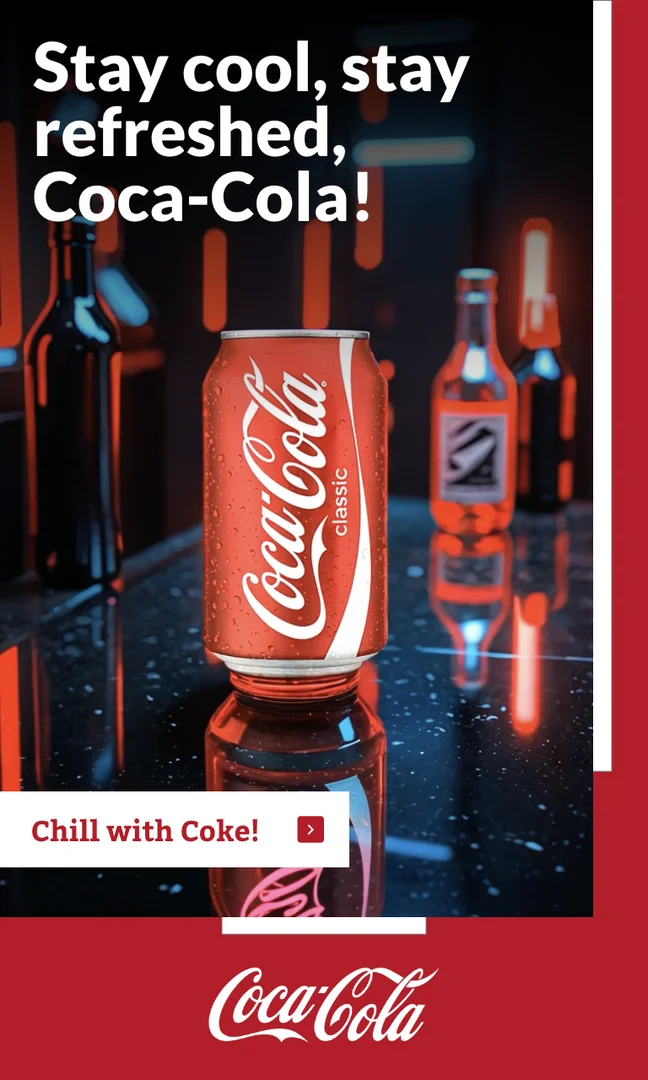 Stay cool, stay
refreshed,
Coca-Cola!
Coca-Cola
classic
Chill with Coke!
Coca-Cola